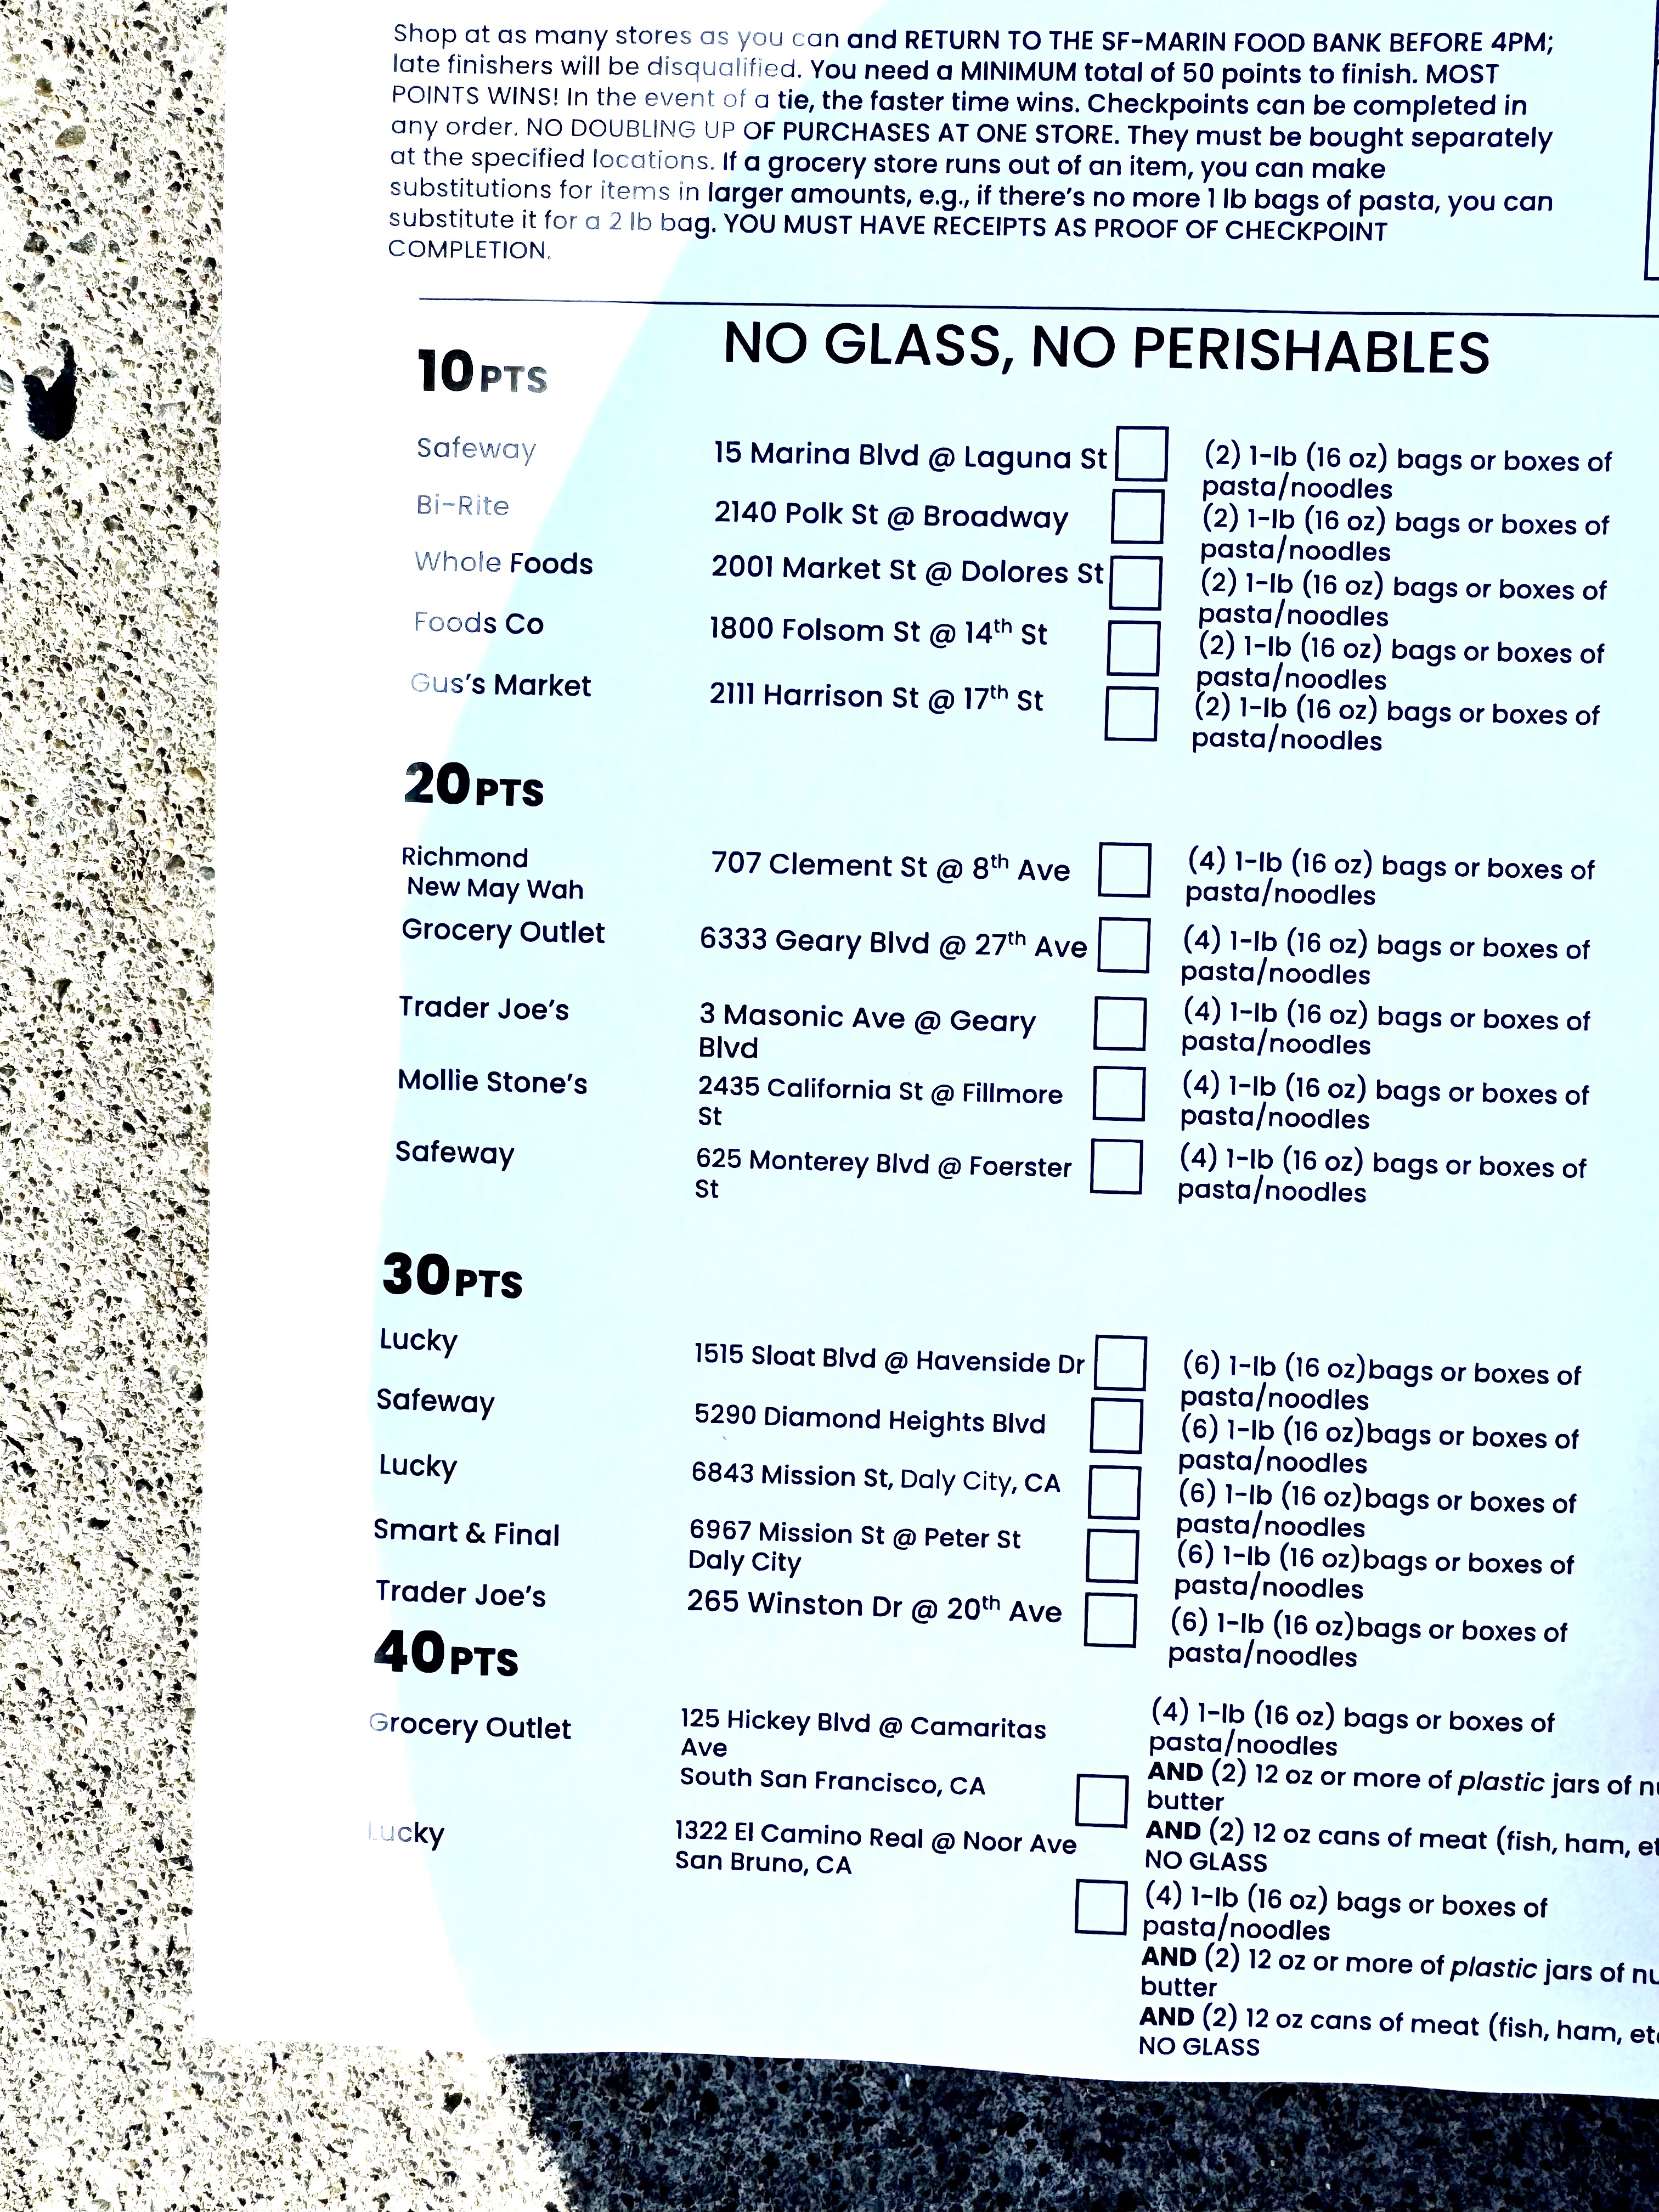 Shop at as many stores as you can and RETURN TO THE SF-MARIN FOOD BANK BEFORE 4PM;
late finishers will be disqualified. You need a MINIMUM total of 50 points to finish. MOST
POINTS WINS! In the event of a tie, the faster time wins. Checkpoints can be completed in
any order. NO DOUBLING UP OF PURCHASES AT ONE STORE. They must be bought separately
at the specified locations. If a grocery store runs out of an item, you can make
substitutions for items in larger amounts, e.g., if there's no more 1 lb bags of pasta, you can
substitute it for a 2 lb bag. YOU MUST HAVE RECEIPTS AS PROOF OF CHECKPOINT
COMPLETION.
NO GLASS, NO PERISHABLES
10 PTS
Safeway 15 Marina Blvd @ Laguna St (2) 1-lb (16 oz) bags or boxes of
pasta/noodles
Bi-Rite 2140 Polk St @ Broadway (2) 1-lb (16 oz) bags or boxes of
pasta/noodles
Whole Foods 2001 Market St @ Dolores St (2) 1-lb (16 oz) bags or boxes of
pasta/noodles
Foods Co 1800 Folsom St @ 14th St (2) 1-lb (16 oz) bags or boxes of
pasta/noodles
Gus's Market 2111 Harrison St @ 17th St (2) 1-lb (16 oz) bags or boxes of
pasta/noodles
20 PTS
Richmond 707 Clement St @ 8th Ave (4) 1-lb (16 oz) bags or boxes of
New May Wah pasta/noodles
Grocery Outlet 6333 Geary Blvd @ 27th Ave (4) 1-lb (16 oz) bags or boxes of
pasta/noodles
Trader Joe's 3 Masonic Ave @ Geary (4) 1-lb (16 oz) bags or boxes of
Blvd pasta/noodles
Mollie Stone's 2435 California St @ Fillmore (4) 1-lb (16 oz) bags or boxes of
St pasta/noodles
Safeway 625 Monterey Blvd @ Foerster (4) 1-lb (16 oz) bags or boxes of
St pasta/noodles
30 PTS
Lucky 1515 Sloat Blvd @ Havenside Dr (6) 1-lb (16 oz)bags or boxes of
pasta/noodles
Safeway 5290 Diamond Heights Blvd (6) 1-lb (16 oz)bags or boxes of
pasta/noodles
Lucky 6843 Mission St, Daly City, CA (6) 1-lb (16 oz)bags or boxes of
pasta/noodles
Smart & Final 6967 Mission St @ Peter St (6) 1-lb (16 oz)bags or boxes of
Daly City pasta/noodles
Trader Joe's 265 Winston Dr @ 20th Ave (6) 1-lb (16 oz)bags or boxes of
pasta/noodles
40 PTS
Grocery Outlet 125 Hickey Blvd @ Camaritas (4) 1-lb (16 oz) bags or boxes of
Ave pasta/noodles
South San Francisco, CA AND (2) 12 oz or more of plastic jars of
butter
AND (2) 12 oz cans of meat (fish, ham,
NO GLASS
Lucky 1322 El Camino Real @ Noor Ave (4) 1-lb (16 oz) bags or boxes of
San Bruno, CA pasta/noodles
AND (2) 12 oz or more of plastic jars of
butter
AND (2) 12 oz cans of meat (fish, ham,
NO GLASS